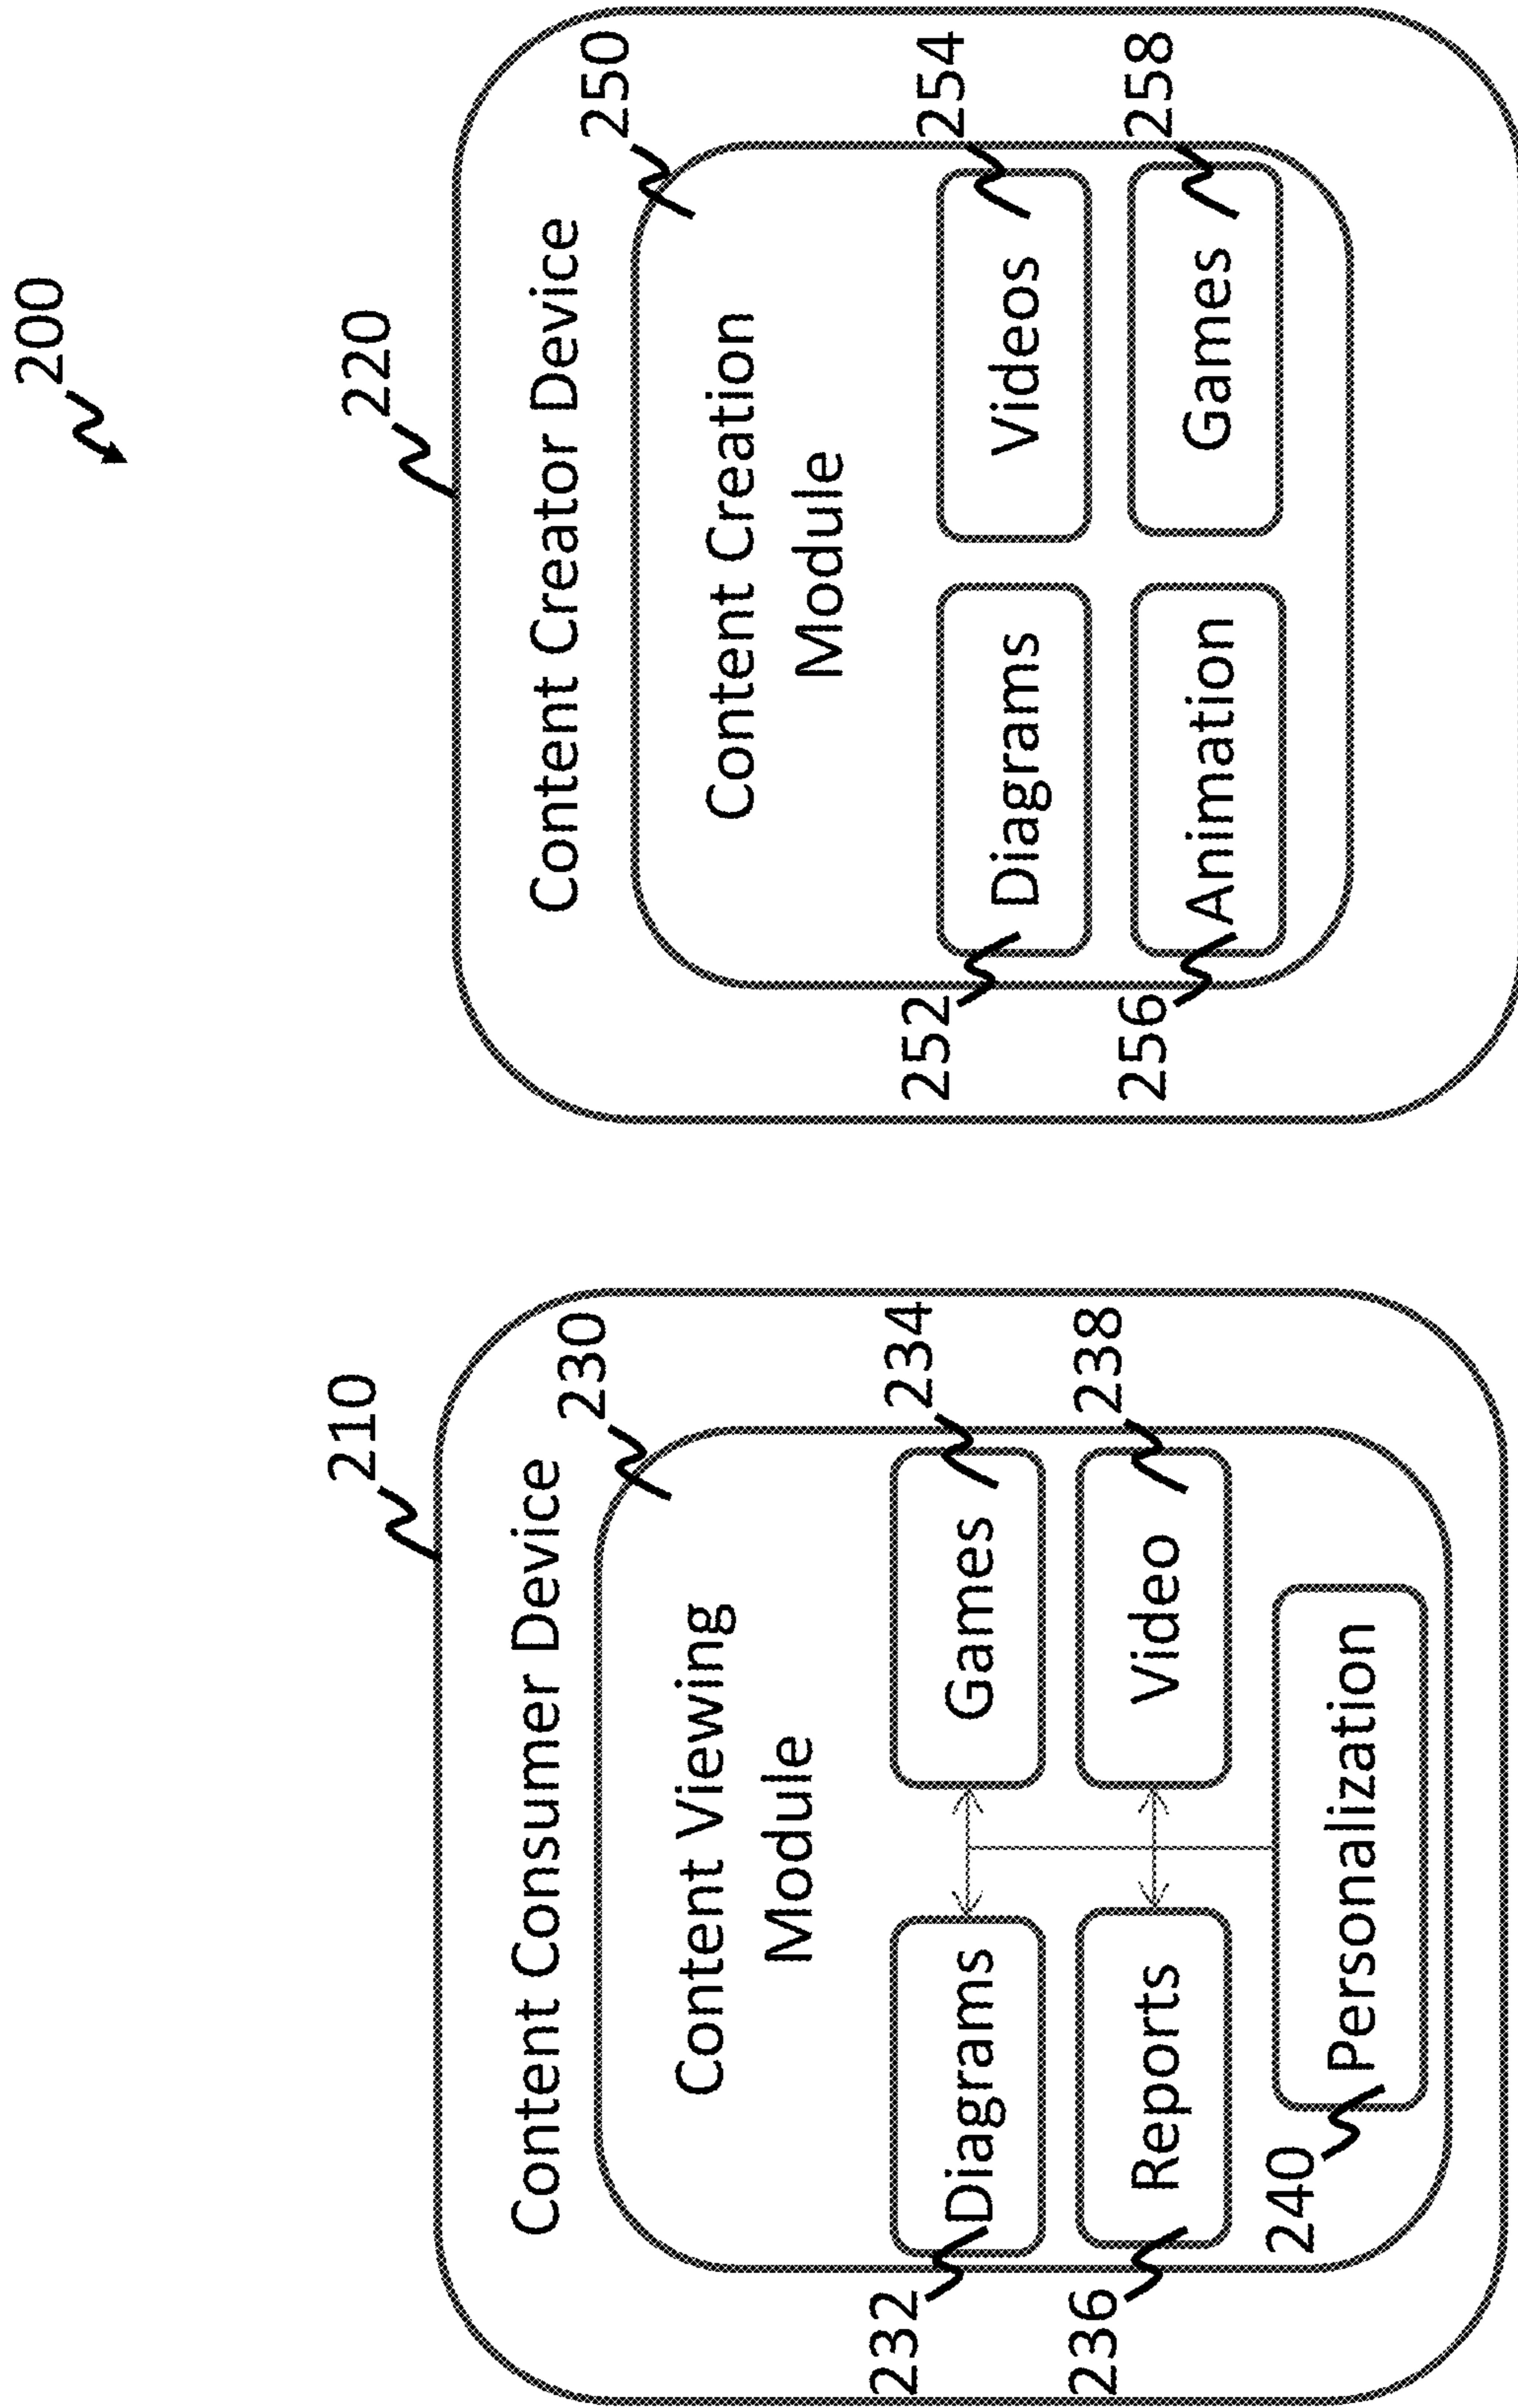 200
210
Content Consumer Device
230
Content Viewing
Module
232
Diagrams
Games
234
236
Reports
Video
238
240
Personalization
220
Content Creator Device
250
Content Creation
Module
252
Diagrams
Videos
254
256
Animation
Games
258